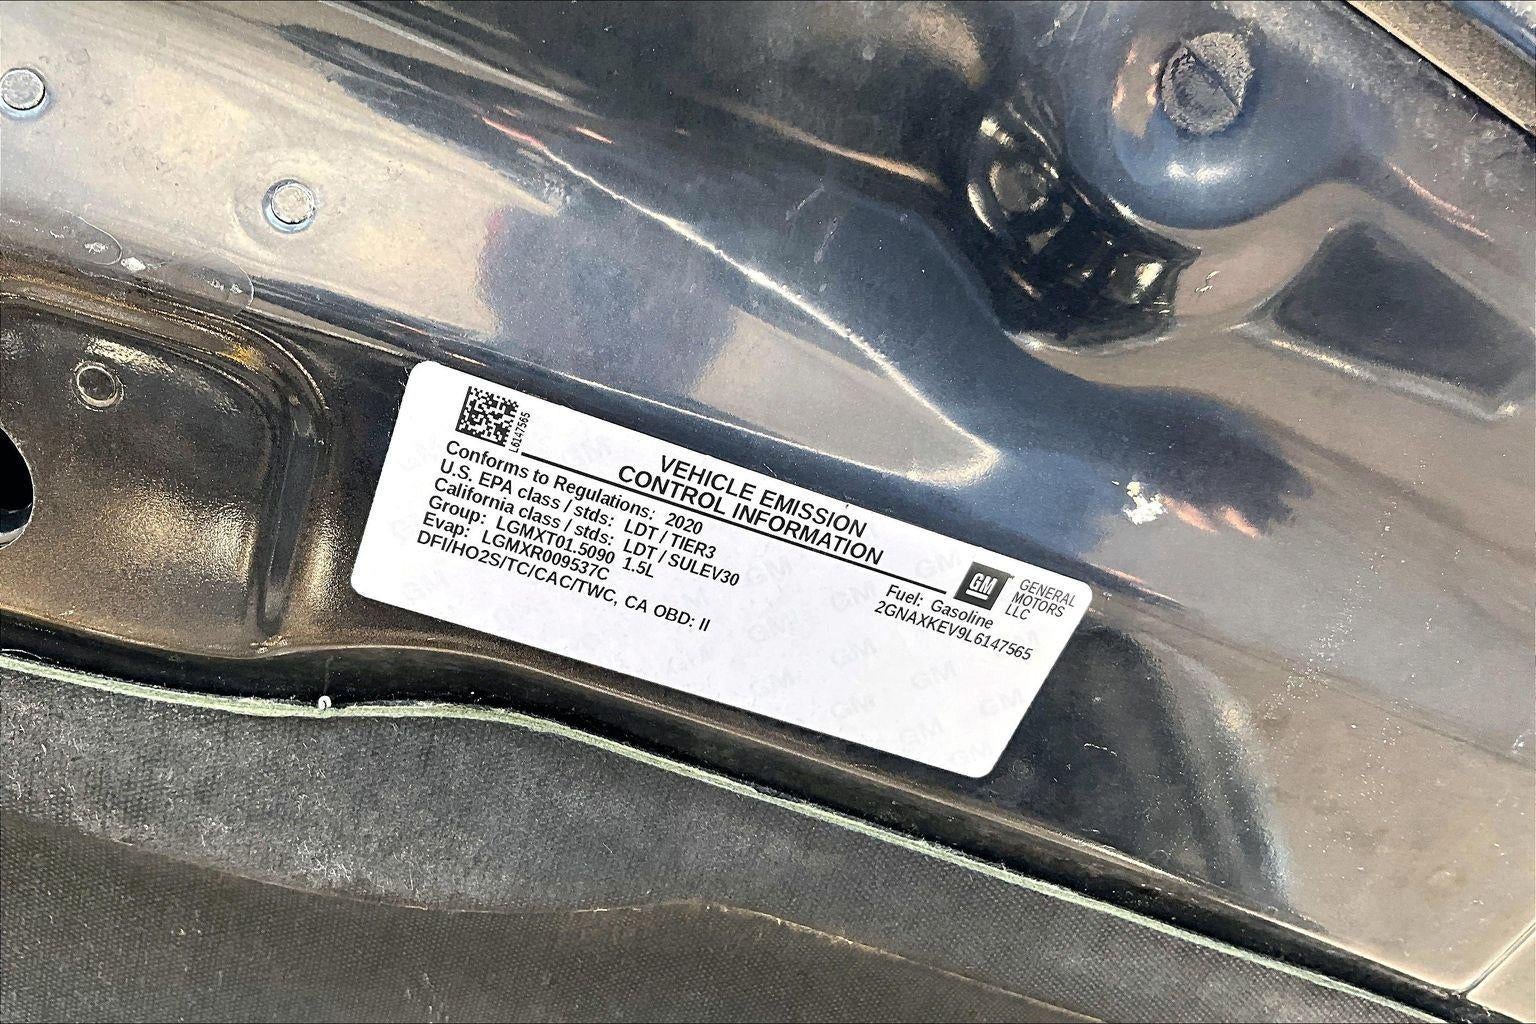 L6147565
VEHICLE EMISSION
CONTROL INFORMATION
Conforms to Regulations: 2020
U.S. EPA class / stds: LDT / TIER3
California class / stds: LDT / SULEV30
Group: LGMXT01.5090 1.5L
Evap: LGMXR009537C
DFI/HO2S/TC/CAC/TWC, CA OBD: II
Fuel: Gasoline
2GNAXKEV9L6147565
GM
GENERAL
MOTORS
LLC